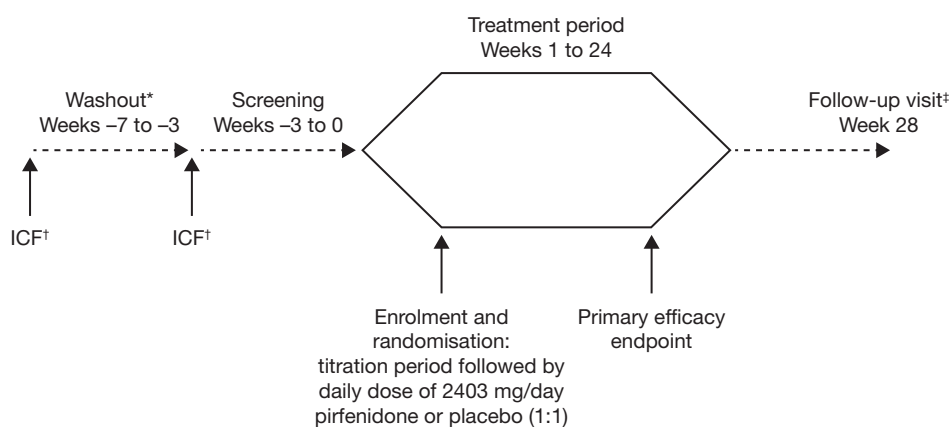 Treatment period
Weeks 1 to 24
Washout*
Weeks –7 to –3
Screening
Weeks –3 to 0
Follow-up visit‡
Week 28
ICF†
ICF†
Enrolment and
randomisation:
titration period followed by
daily dose of 2403 mg/day
pirfenidone or placebo (1:1)
Primary efficacy
endpoint